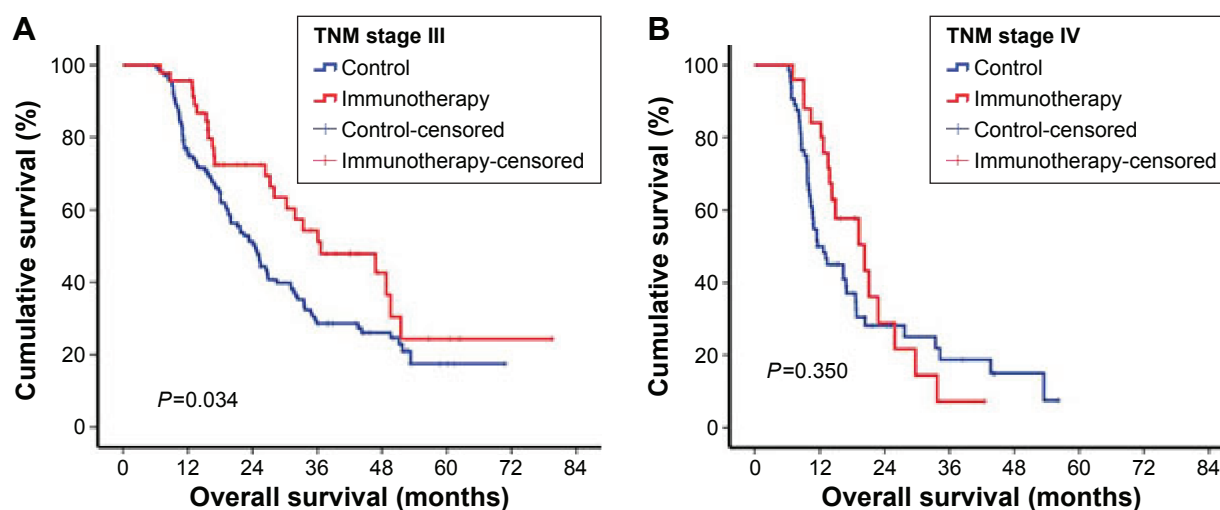 A
TNM stage III
Control
Immunotherapy
Control-censored
Immunotherapy-censored
Cumulative survival (%)
100
80
60
40
20
0
P=0.034
0 12 24 36 48 60 72 84
Overall survival (months)
B
TNM stage IV
Control
Immunotherapy
Control-censored
Immunotherapy-censored
Cumulative survival (%)
100
80
60
40
20
0
P=0.350
0 12 24 36 48 60 72 84
Overall survival (months)